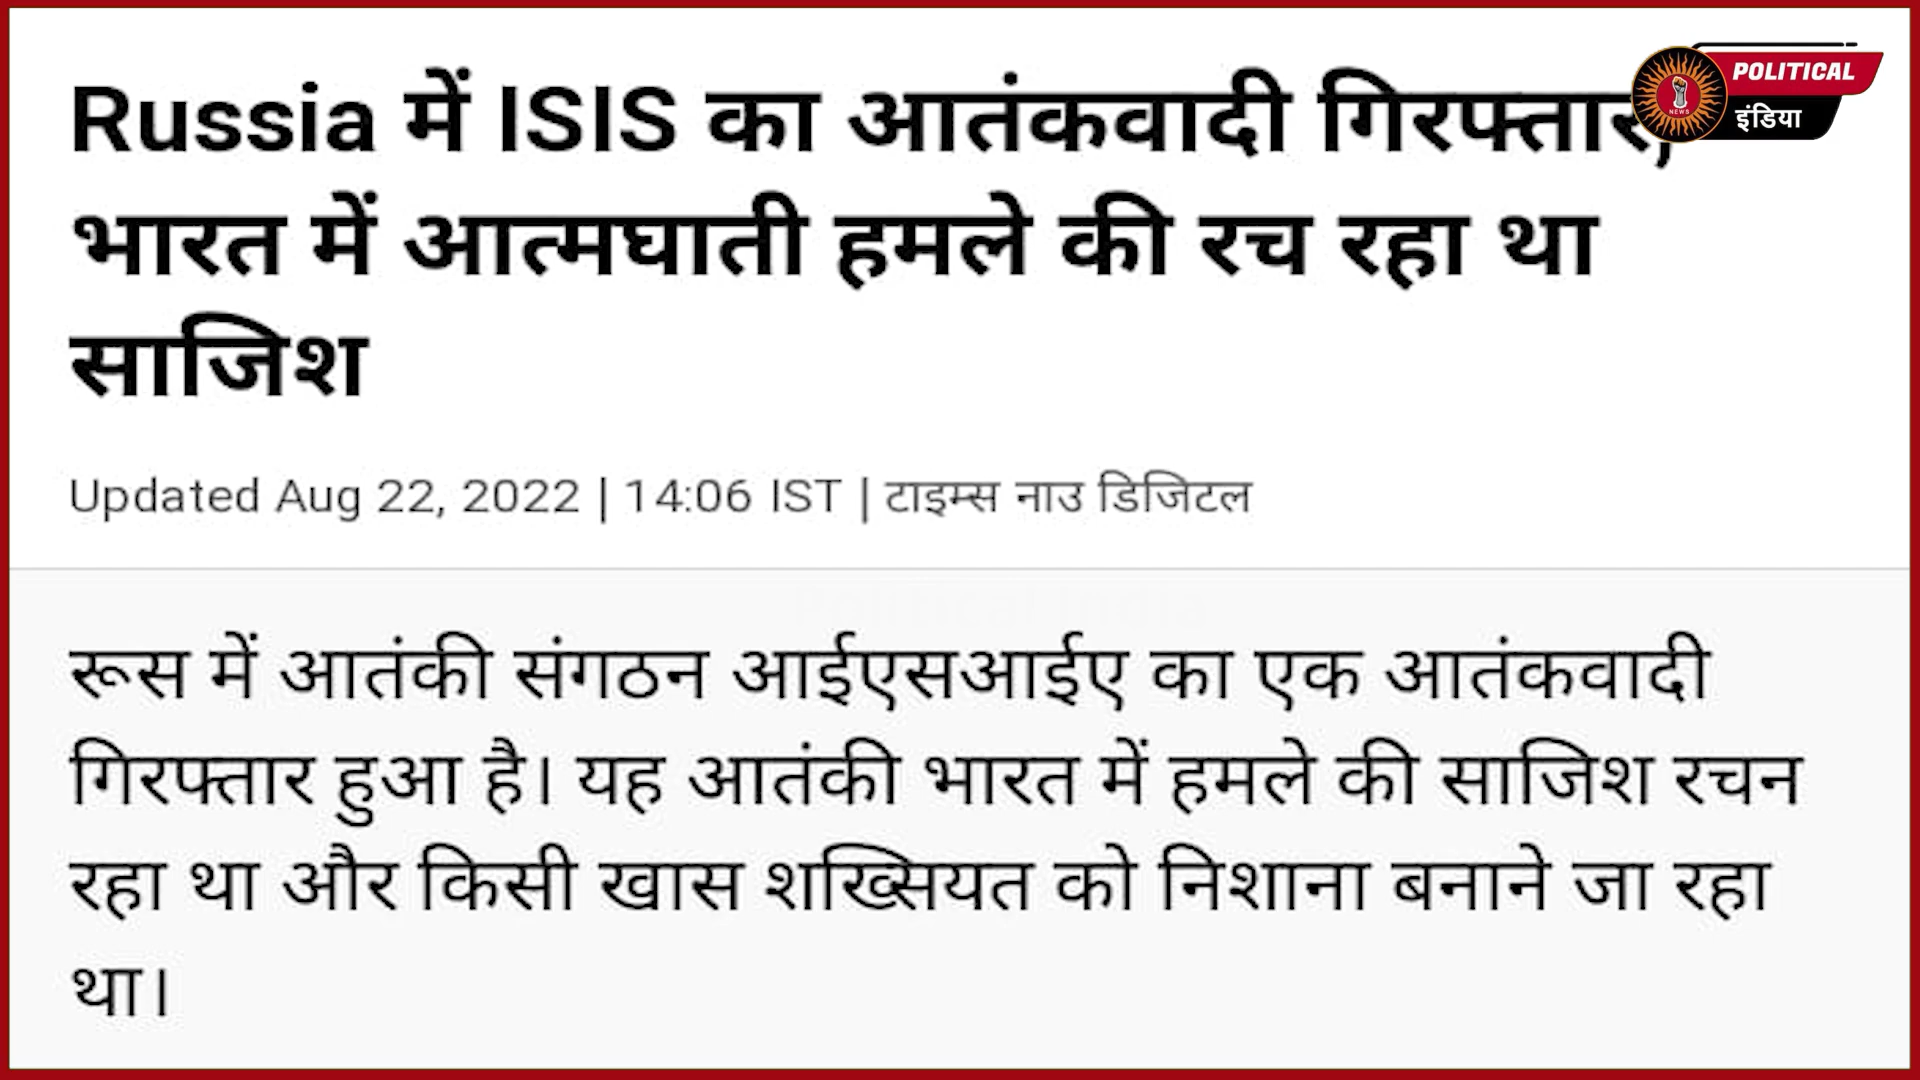 Russia में ISIS का आतंकवादी गिरफ्तार,
POLITICAL
इंडिया
NEWS
भारत में आत्मघाती हमले की रच रहा था
साजिश
Updated Aug 22, 2022 | 14:06 IST | टाइम्स नाउ डिजिटल
रूस में आतंकी संगठन आईएसआईए का एक आतंकवादी
गिरफ्तार हुआ है। यह आतंकी भारत में हमले की साजिश रचन
रहा था और किसी खास शख्सियत को निशाना बनाने जा रहा
था।